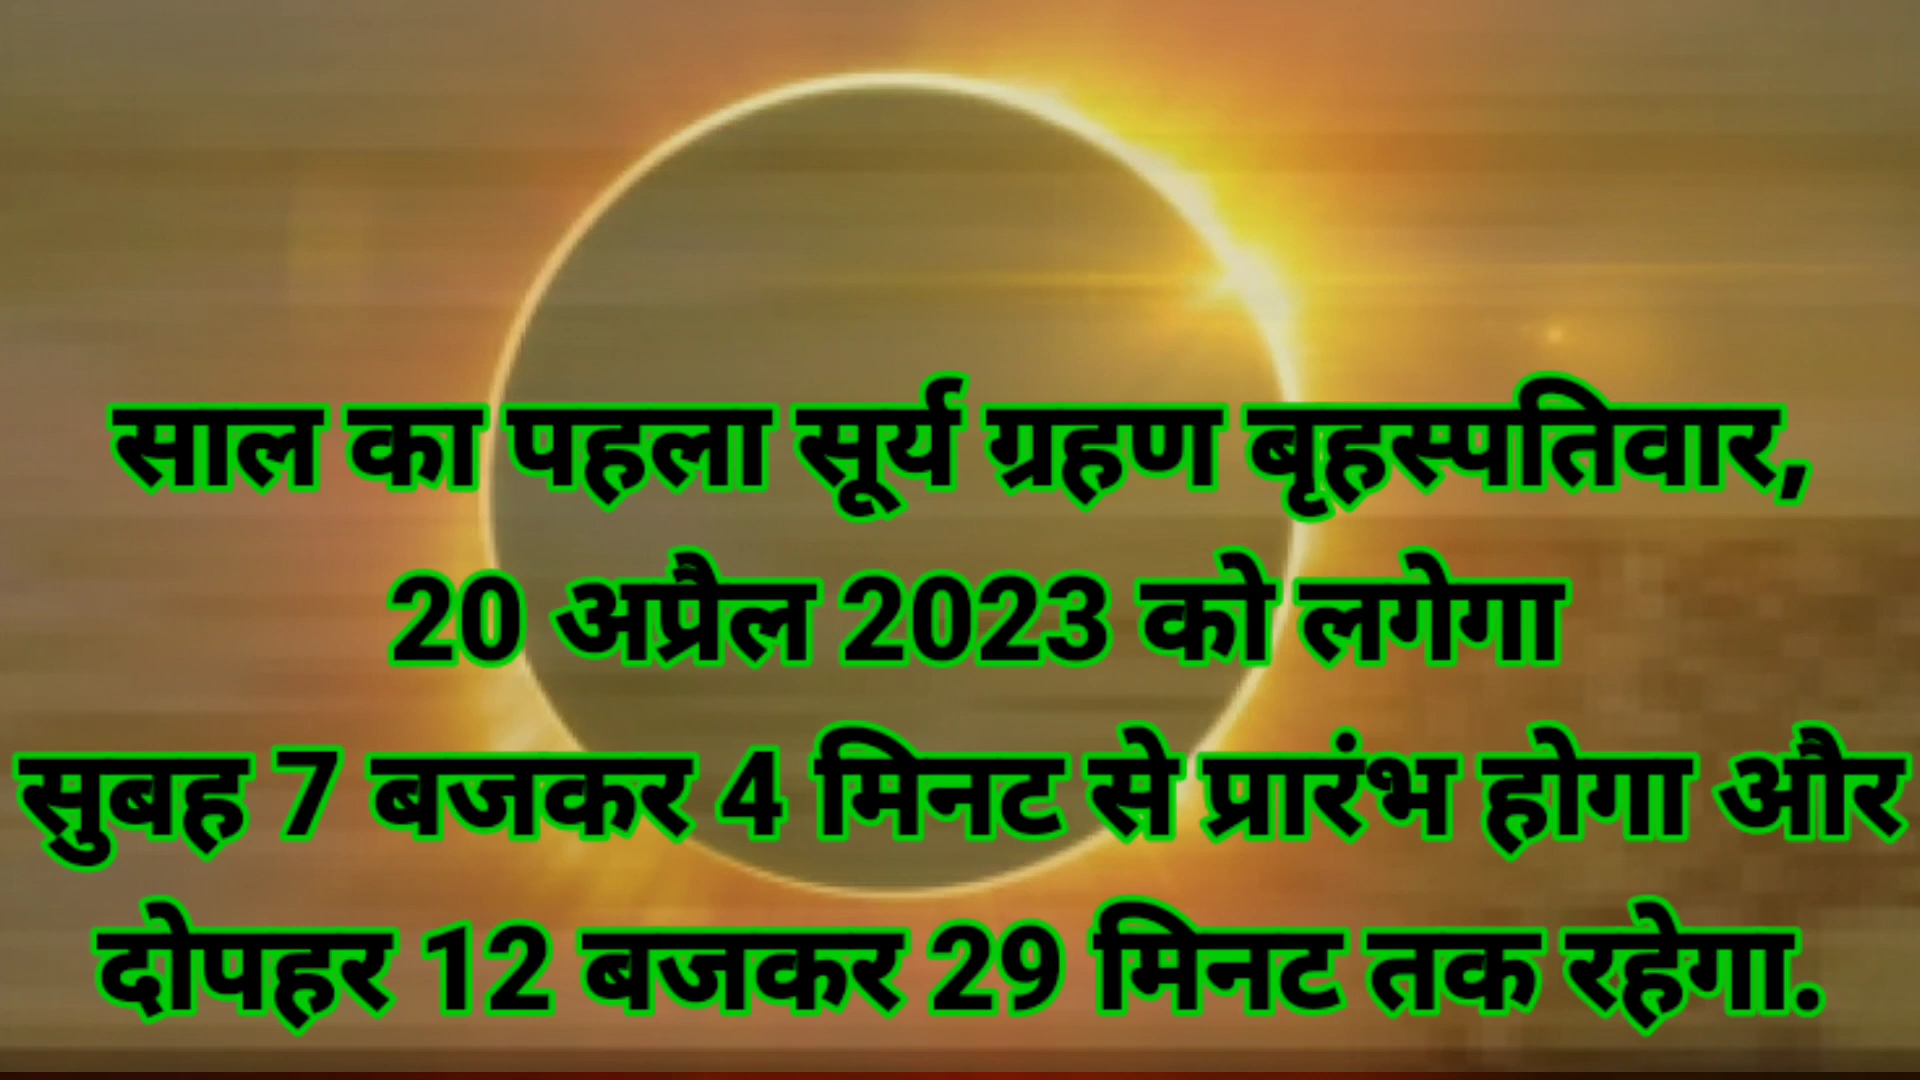 साल का पहला सूर्य ग्रहण बृहस्पतिवार,
20 अप्रैल 2023 को लगेगा
सुबह 7 बजकर 4 मिनट से प्रारंभ होगा और
दोपहर 12 बजकर 29 मिनट तक रहेगा.